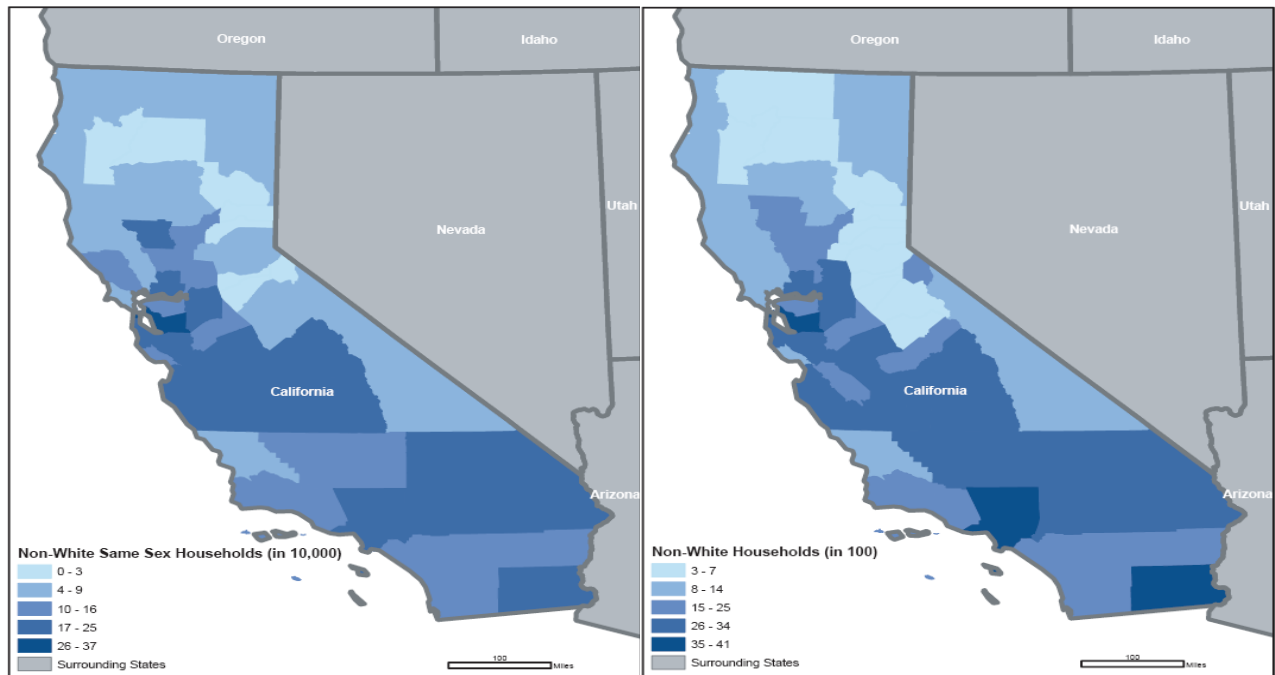 Oregon
Idaho
Nevada
Utah
California
Arizona
Non-White Same Sex Households (in 10,000)
0 - 3
4 - 9
10 - 16
17 - 25
26 - 37
Surrounding States
100
Miles
Oregon
Idaho
Nevada
Utah
California
Arizona
Non-White Households (in 100)
3 - 7
8 - 14
15 - 25
26 - 34
35 - 41
Surrounding States
100
Miles